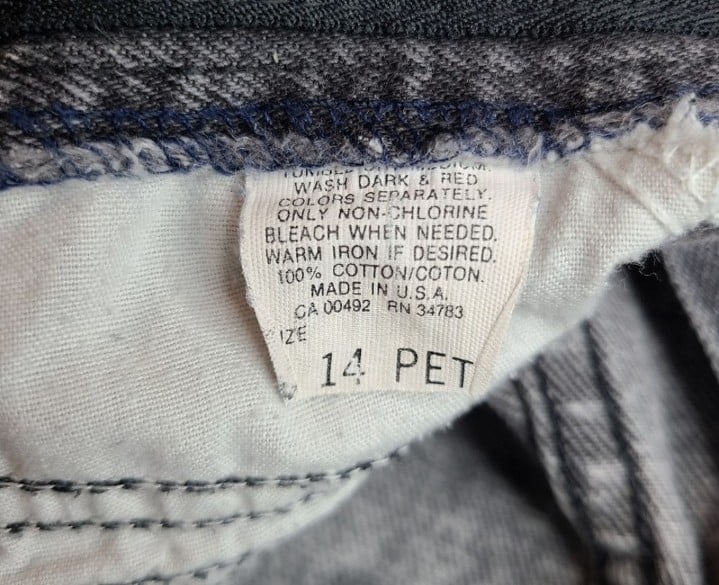 WASH DARK & RED
COLORS SEPARATELY.
ONLY NON-CHLORINE
BLEACH WHEN NEEDED.
WARM IRON IF DESIRED.
100% COTTON/COTON.
MADE IN U.S.A.
CA 00492 RN 34783
IZE
14 PET